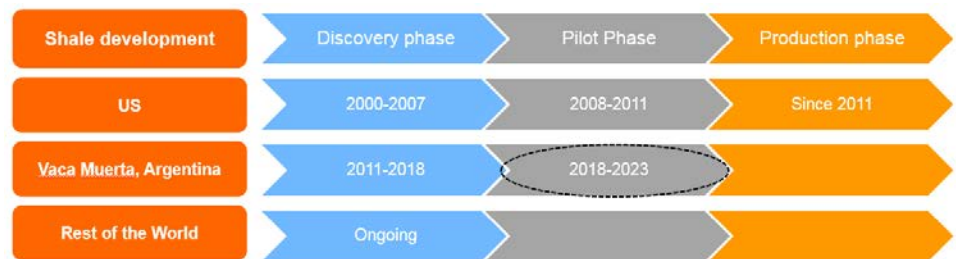 Shale development
Discovery phase
Pilot Phase
Production phase
US
2000-2007
2008-2011
Since 2011
Vaca Muerta, Argentina
2011-2018
2018-2023
Rest of the World
Ongoing